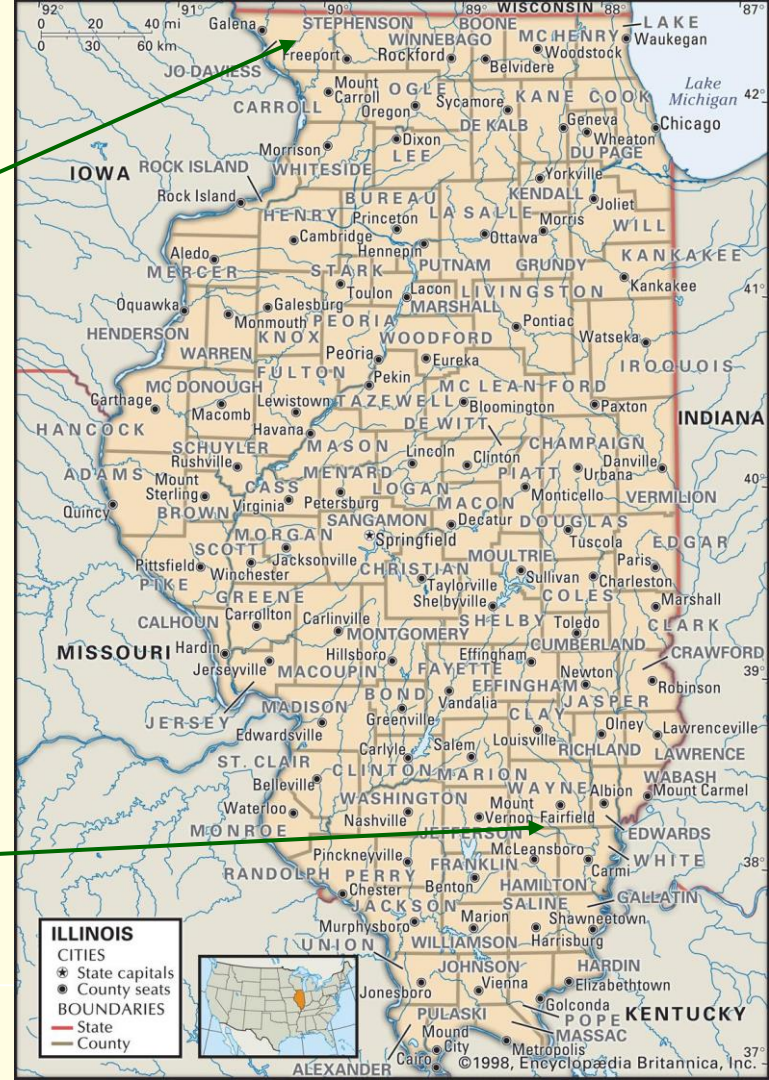 WISCONSIN
92° 91° 90° 89° 88° 87°
0 20 40 mi
0 30 60 km
Galena
STEPHENSON
BOONE
LAKE
WINNEBAGO
MC HENRY
Waukegan
Freeport
Rockford
Woodstock
Belvidere
JO DAVIESS
Mount
Carroll
OGLE
Lake
Michigan
42°
CARROLL
Oregon
Sycamore
KANE
COOK
DE KALB
Geneva
Chicago
Wheaton
Morrison
Dixon
LEE
DU PAGE
IOWA
ROCK ISLAND
WHITESIDE
Yorkville
Rock Island
BUREAU
KENDALL
Joliet
HENRY
Princeton
LA SALLE
Morris
WILL
Cambridge
Ottawa
Aledo
Hennepin
KANKAKEE
MERCER
STARK
PUTNAM
GRUNDY
Toulon
Lacon
LIVINGSTON
Kankakee
41°
Oquawka
Galesburg
MARSHALL
Monmouth
PEORIA
Pontiac
HENDERSON
KNOX
WOODFORD
Watseka
WARREN
Peoria
Eureka
IROQUOIS
FULTON
Pekin
MC DONOUGH
MC LEAN
FORD
Carthage
Lewistown
TAZEWELL
Bloomington
Paxton
Macomb
INDIANA
HANCOCK
Havana
DE WITT
SCHUYLER
MASON
CHAMPAIGN
Rushville
Lincoln
Clinton
Danville
ADAMS
MENARD
PIATT
Urbana
Mount
Sterling
CASS
LOGAN
40°
Petersburg
MACON
Monticello
VERMILION
Quincy
BROWN
Virginia
SANGAMON
Decatur
DOUGLAS
MORGAN
Springfield
Tuscola
EDGAR
SCOTT
Jacksonville
MOULTRIE
Paris
Pittsfield
Winchester
CHRISTIAN
Sullivan
Charleston
PIKE
Taylorville
GREENE
Shelbyville
COLES
Marshall
CALHOUN
Carrollton
Carlinville
SHELBY
Toledo
CLARK
MONTGOMERY
CUMBERLAND
MISSOURI
Hardin
Hillsboro
Effingham
CRAWFORD
Jerseyville
MACOUPIN
FAYETTE
Newton
39°
EFFINGHAM
Robinson
BOND
Vandalia
JASPER
JERSEY
MADISON
Greenville
CLAY
Olney
Edwardsville
Lawrenceville
Carlyle
Salem
Louisville
RICHLAND
LAWRENCE
ST. CLAIR
CLINTON
MARION
WABASH
Belleville
WAYNE
Albion
Mount Carmel
WASHINGTON
Mount
Vernon
Waterloo
Nashville
Fairfield
MONROE
JEFFERSON
EDWARDS
McLeansboro
Pinckneyville
FRANKLIN
WHITE
38°
RANDOLPH
PERRY
Carmi
Benton
HAMILTON
Chester
GALLATIN
JACKSON
SALINE
Marion
Shawneetown
Murphysboro
ILLINOIS
CITIES
State capitals
County seats
BOUNDARIES
State
County
UNION
WILLIAMSON
Harrisburg
JOHNSON
HARDIN
Jonesboro
Vienna
Elizabethtown
Golconda
KENTUCKY
PULASKI
POPE
Mound
City
MASSAC
Metropolis
ALEXANDER
Cairo
37°
©1998, Encyclopædia Britannica, Inc.